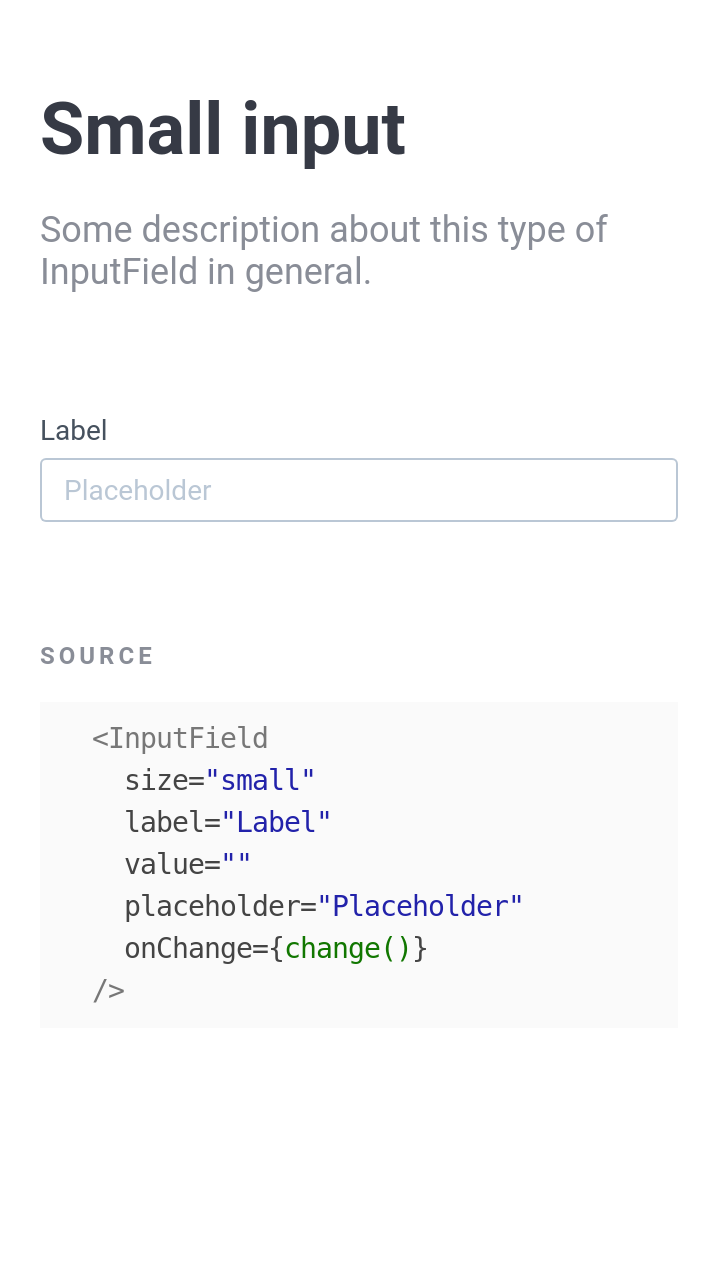 Small input
Some description about this type of
InputField in general.
Label
Placeholder
SOURCE
<InputField
  size="small"
  label="Label"
  value=""
  placeholder="Placeholder"
  onChange={change()}
/>